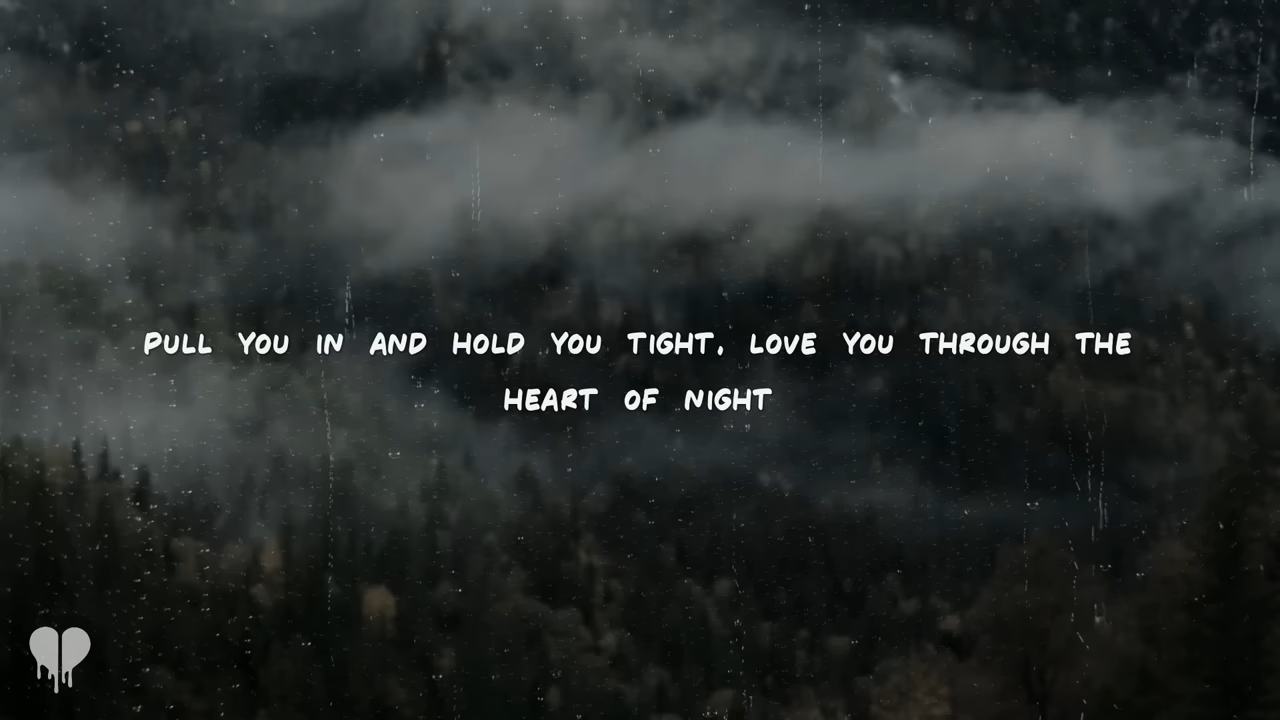 PULL YOU IN AND HOLD YOU TIGHT, LOVE YOU THROUGH THE
HEART OF NIGHT